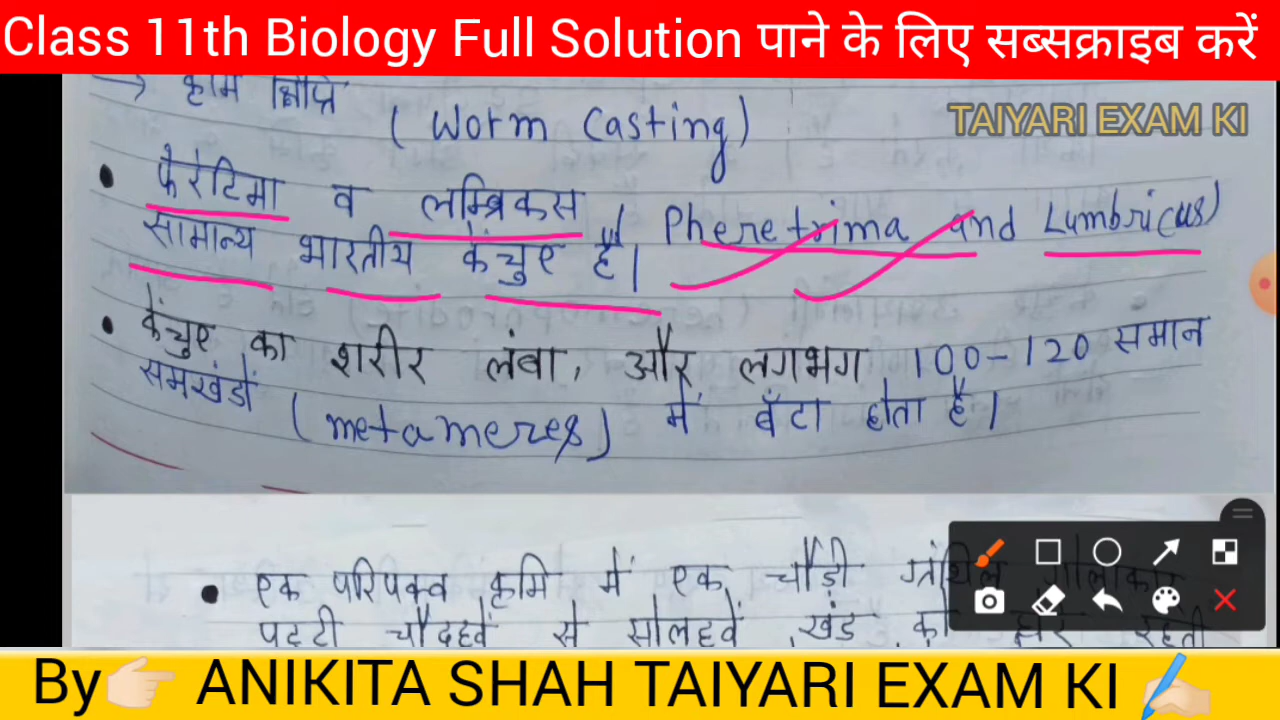 Class 11th Biology Full Solution पाने के लिए सब्सक्राइब करें
→ कृमि
(Worm Casting)
TAIYARI EXAM KI
• फेरेटिमा व लम्ब्रिकस (Pheretrima and Lumbricus)
सामान्य भारतीय केंचुए हैं।
• केंचुए का शरीर लंबा, और लगभग 100-120 समान
समखंडों (metameres) में बँटा होता है।
• एक परिपक्व कृमि में एक चौड़ी ग्रंथिल गोलाकार
पट्टी चौदहवें से सोलहवें खंड को रहती
By👉🏻 ANIKITA SHAH TAIYARI EXAM KI ✍🏻